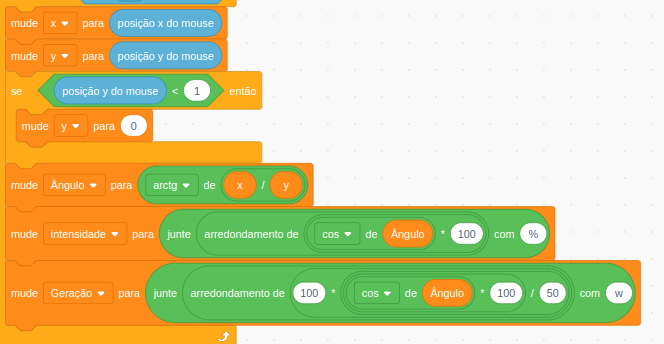 mude x para posição x do mouse
mude y para posição y do mouse
se posição y do mouse < 1 então
mude y para 0
mude Ângulo para arctg de x / y
mude intensidade para junte arredondamento de cos de Ângulo * 100 com %
mude Geração para junte arredondamento de 100 * cos de Ângulo * 100 / 50 com w